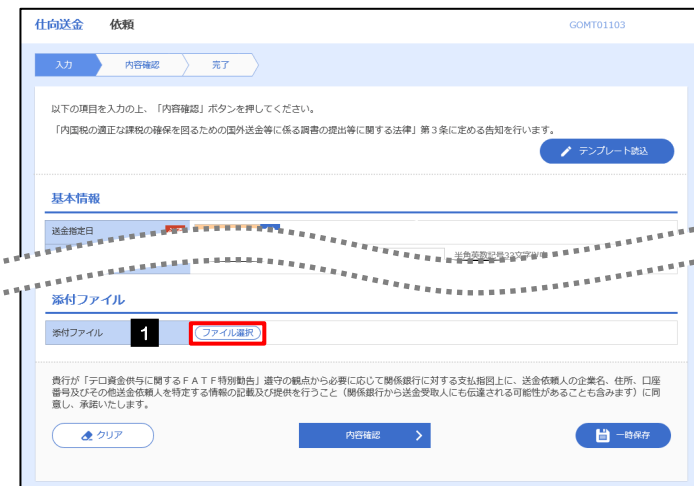 仕向送金 依頼 GOMT01103
入力 内容確認 完了
以下の項目を入力の上、「内容確認」ボタンを押してください。
「内国税の適正な課税の確保を図るための国外送金等に係る調書の提出等に関する法律」第3条に定める告知を行います。
テンプレート読込
基本情報
送金指定日
半角英数記号32文字以内
添付ファイル
添付ファイル 1 ファイル選択
貴行が「テロ資金供与に関するＦＡＴＦ特別勧告」遵守の観点から必要に応じて関係銀行に対する支払指図上に、送金依頼人の企業名、住所、口座
番号及びその他送金依頼人を特定する情報の記載及び提供を行うこと（関係銀行から送金受取人にも伝達される可能性があることも含みます）に同
意し、承諾いたします。
クリア 内容確認 一時保存